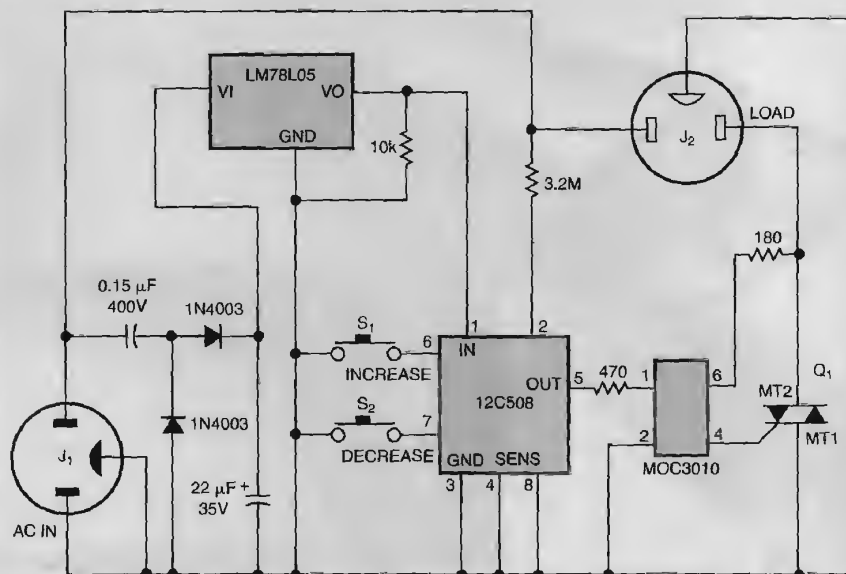 LM78L05
VI
VO
GND
10k
3.2M
J2
LOAD
180
0.15 µF
400V
1N4003
1N4003
S1
INCREASE
S2
DECREASE
6
7
1
2
IN
OUT
5
12C508
GND
SENS
3
4
8
470
1
2
6
4
MOC3010
MT2
Q1
MT1
J1
AC IN
22 µF +
35V